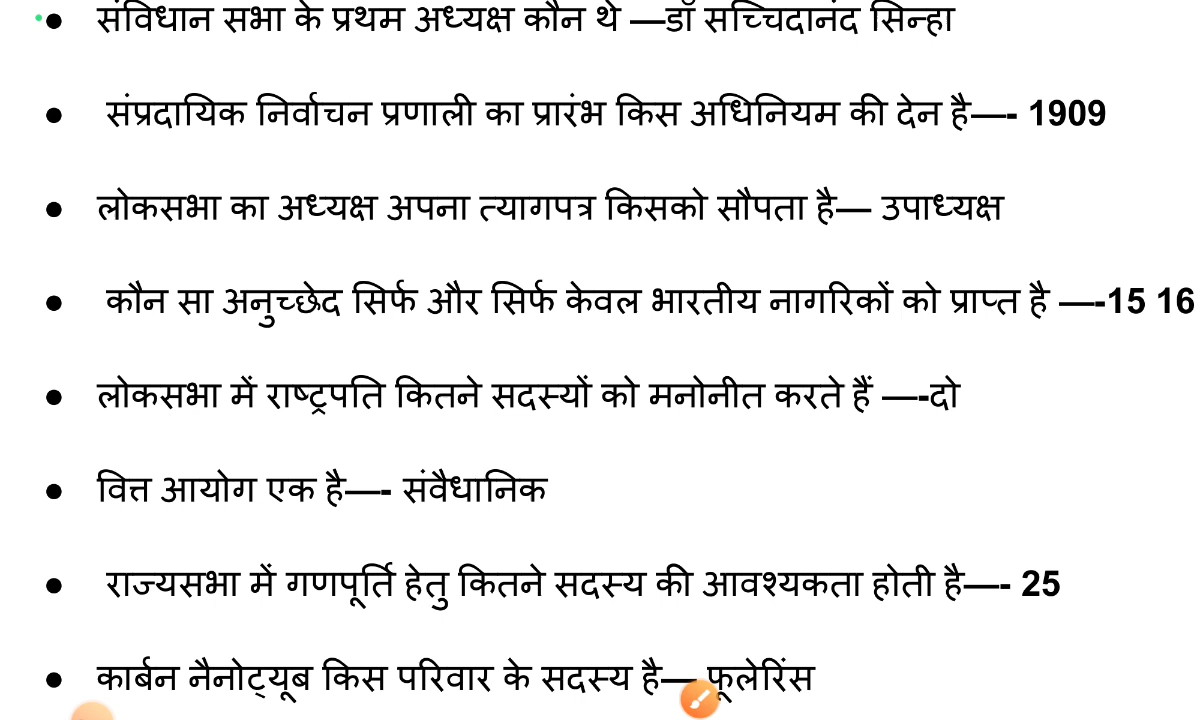 • संविधान सभा के प्रथम अध्यक्ष कौन थे —डॉ सच्चिदानंद सिन्हा
• संप्रदायिक निर्वाचन प्रणाली का प्रारंभ किस अधिनियम की देन है—- 1909
• लोकसभा का अध्यक्ष अपना त्यागपत्र किसको सौपता है— उपाध्यक्ष
• कौन सा अनुच्छेद सिर्फ और सिर्फ केवल भारतीय नागरिकों को प्राप्त है —-15 16
• लोकसभा में राष्ट्रपति कितने सदस्यों को मनोनीत करते हैं —-दो
• वित्त आयोग एक है—- संवैधानिक
• राज्यसभा में गणपूर्ति हेतु कितने सदस्य की आवश्यकता होती है—- 25
• कार्बन नैनोट्यूब किस परिवार के सदस्य है— फूलेरिंस